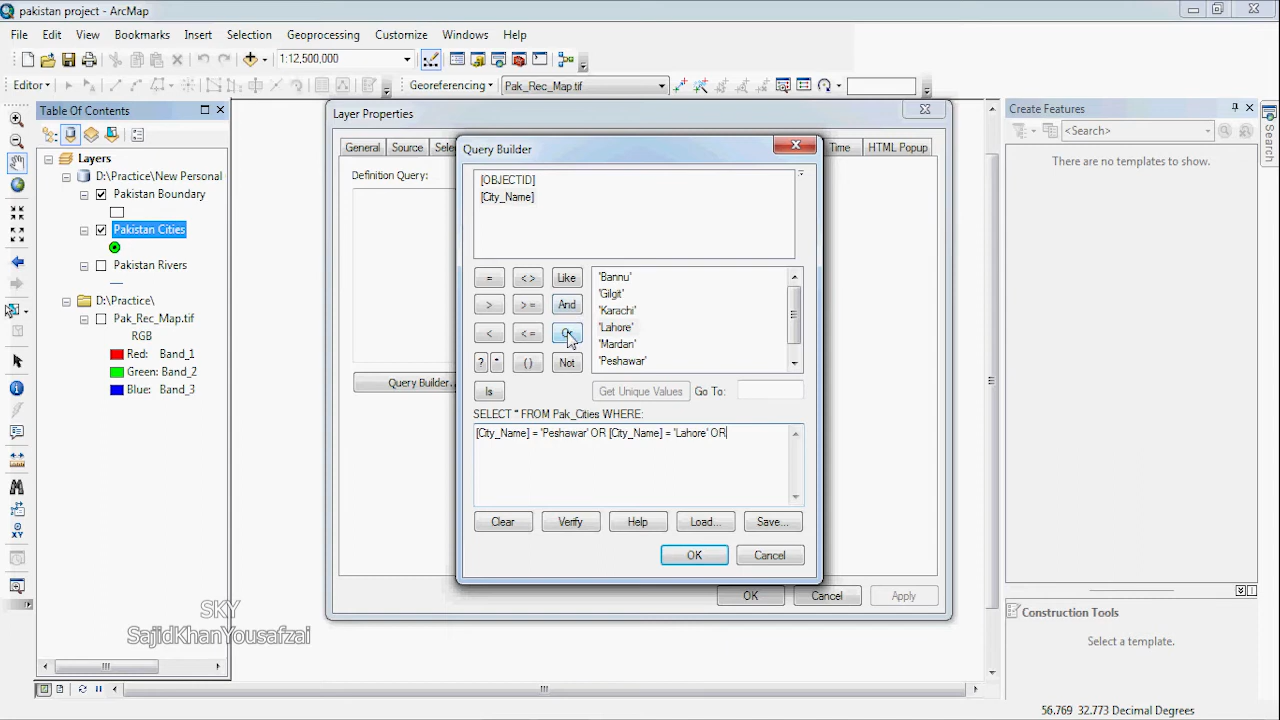 pakistan project - ArcMap
File Edit View Bookmarks Insert Selection Geoprocessing Customize Windows Help
1:12,500,000
Editor Georeferencing Pak_Rec_Map.tif
Table Of Contents
Layers
D:\Practice\New Personal
Pakistan Boundary
Pakistan Cities
Pakistan Rivers
D:\Practice\
Pak_Rec_Map.tif
RGB
Red: Band_1
Green: Band_2
Blue: Band_3
SKY
SajidKhanYousafzai
Layer Properties
General Source Sele Time HTML Popup
Definition Query:
Query Builder..
OK Cancel Apply
Query Builder
[OBJECTID]
[City_Name]
= < > Like
> > = And
< < = Or
? * ( ) Not
Is
'Bannu'
'Gilgit'
'Karachi'
'Lahore'
'Mardan'
'Peshawar'
Get Unique Values Go To:
SELECT * FROM Pak_Cities WHERE:
[City_Name] = 'Peshawar' OR [City_Name] = 'Lahore' OR
Clear Verify Help Load... Save...
OK Cancel
Create Features
<Search>
There are no templates to show.
Search
Construction Tools
Select a template.
56.769 32.773 Decimal Degrees